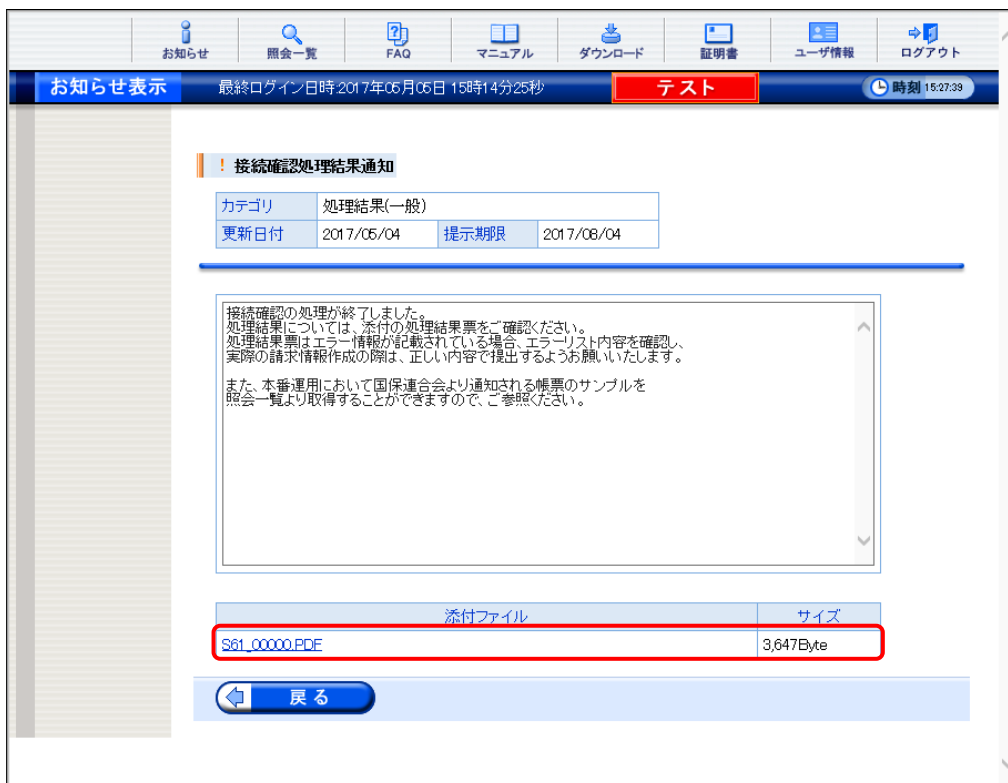 お知らせ 照会一覧 FAQ マニュアル ダウンロード 証明書 ユーザ情報 ログアウト
お知らせ表示 最終ログイン日時:2017年05月05日 15時14分25秒 テスト 時刻 15:27:39
! 接続確認処理結果通知
カテゴリ 処理結果(一般)
更新日付 2017/05/04 提示期限 2017/08/04
接続確認の処理が終了しました。
処理結果については、添付の処理結果票をご確認ください。
処理結果票はエラー情報が記載されている場合、エラーリスト内容を確認し、
実際の請求情報作成の際は、正しい内容で提出するようお願いいたします。
また、本番運用において国保連合会より通知される帳票のサンプルを
照会一覧より取得することができますので、ご参照ください。
添付ファイル サイズ
S61_00000.PDF 3,647Byte
戻る